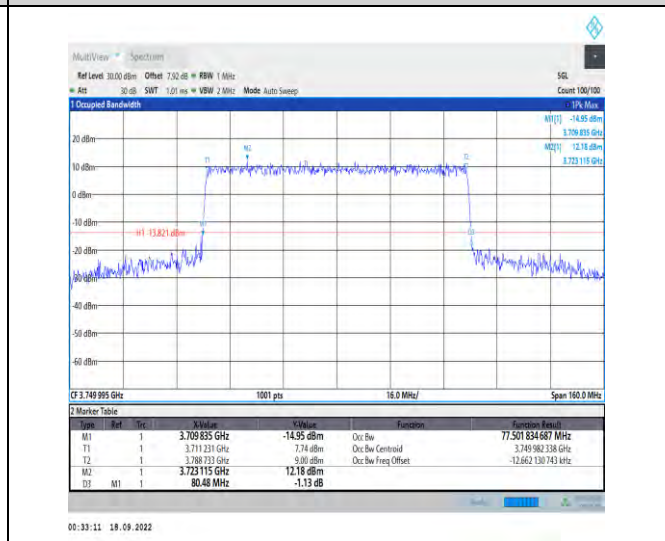 MultiView Spectrum
Ref Level 30.00 dBm Offset 7.92 dB RBW 1 MHz SGL
Att 30 dB SWT 1.01 ms VBW 2 MHz Mode Auto Sweep Count 100/100
1 Occupied Bandwidth 1Pk Max
M1[1] -14.95 dBm
3.709 835 GHz
20 dBm
M2[1] 12.18 dBm
3.723 115 GHz
M2
T1
T2
10 dBm
0 dBm
-10 dBm
M1
H1 -13.821 dBm
D3
-20 dBm
-30 dBm
-40 dBm
-50 dBm
-60 dBm
CF 3.749 995 GHz 1001 pts 16.0 MHz/ Span 160.0 MHz
2 Marker Table
Type Ref Trc X-Value Y-Value Function Function Result
M1 1 3.709 835 GHz -14.95 dBm Occ Bw 77.501 834 687 MHz
T1 1 3.711 231 GHz 7.74 dBm Occ Bw Centroid 3.749 982 338 GHz
T2 1 3.788 733 GHz 9.00 dBm Occ Bw Freq Offset -12.662 130 743 kHz
M2 1 3.723 115 GHz 12.18 dBm
D3 M1 1 80.48 MHz -1.13 dB
00:33:11 18.09.2022